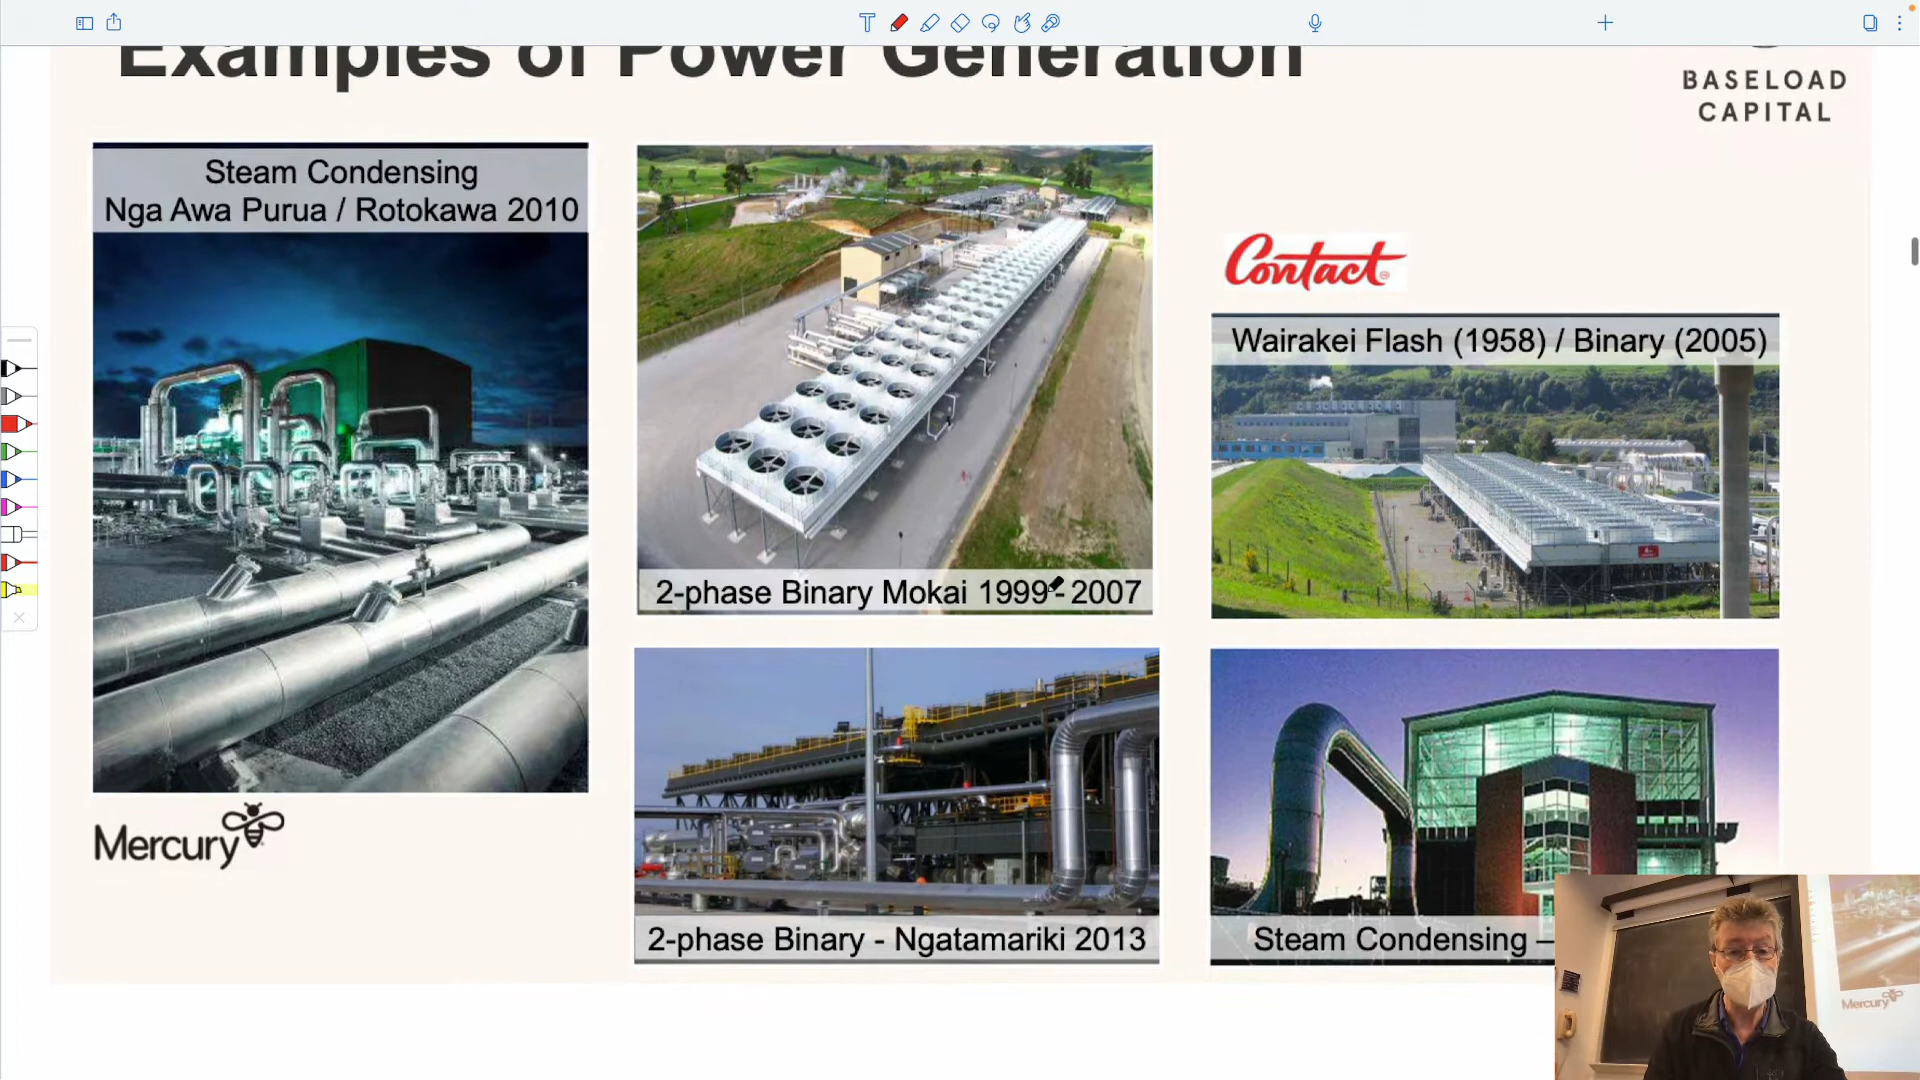 Examples of Power Generation
BASELOAD
CAPITAL
Steam Condensing
Nga Awa Purua / Rotokawa 2010
Mercury
2-phase Binary Mokai 1999 - 2007
2-phase Binary - Ngatamariki 2013
Contact
Wairakei Flash (1958) / Binary (2005)
Steam Condensing –
Mercury